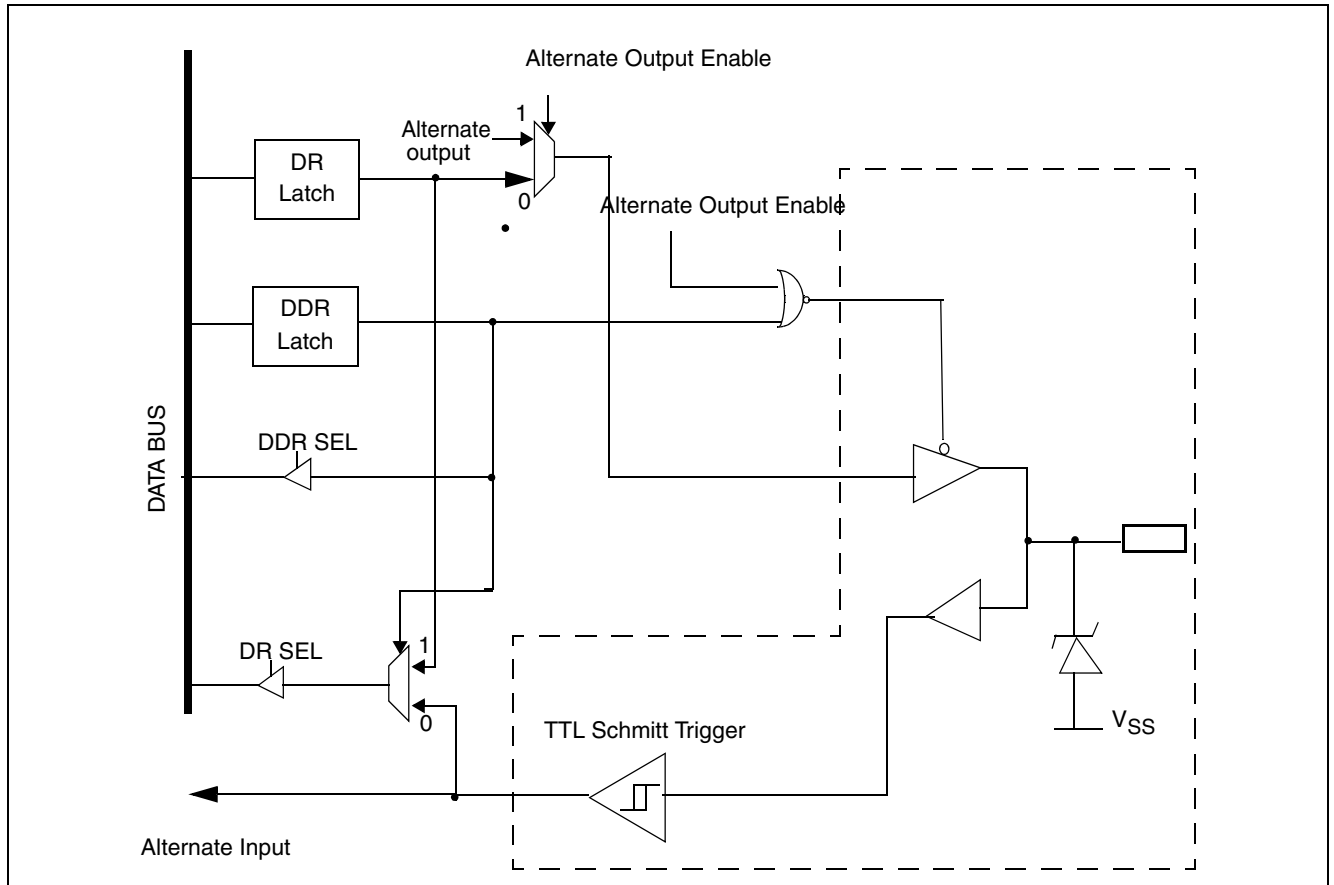 Alternate Output Enable
1
Alternate
output
DR
Latch
0
Alternate Output Enable
DDR
Latch
DATA BUS
DDR SEL
DR SEL
1
0
TTL Schmitt Trigger
VSS
Alternate Input